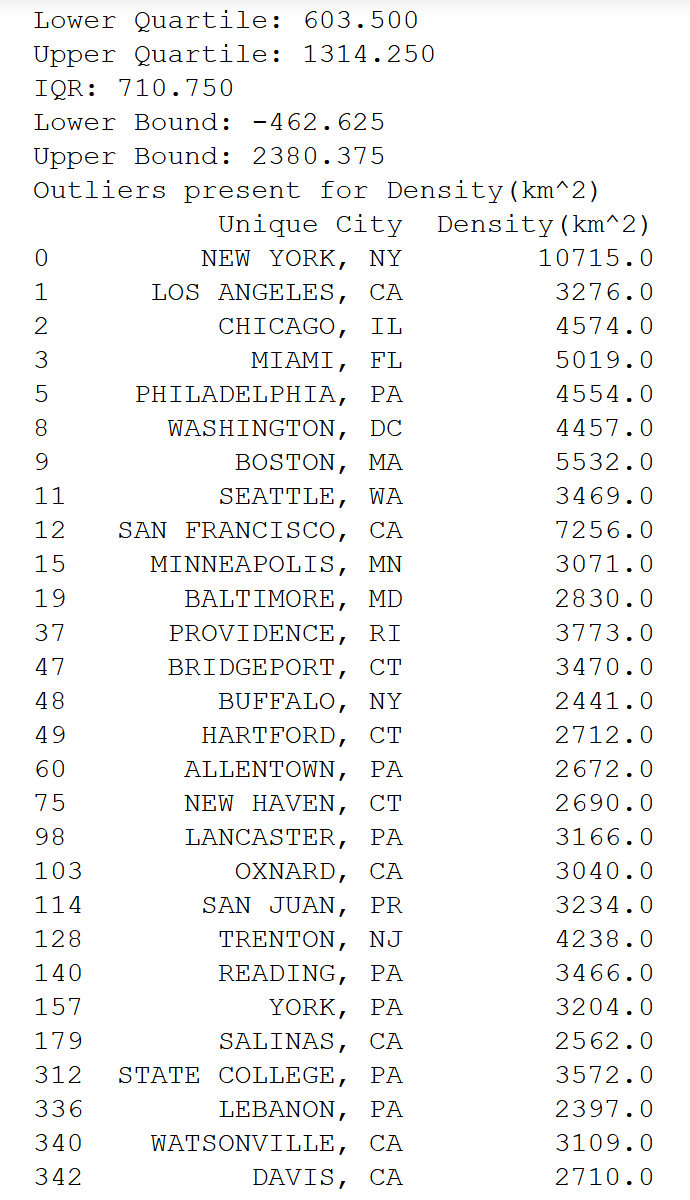 Lower Quartile: 603.500
Upper Quartile: 1314.250
IQR: 710.750
Lower Bound: -462.625
Upper Bound: 2380.375
Outliers present for Density(km^2)
Unique City Density(km^2)
0 NEW YORK, NY 10715.0
1 LOS ANGELES, CA 3276.0
2 CHICAGO, IL 4574.0
3 MIAMI, FL 5019.0
5 PHILADELPHIA, PA 4554.0
8 WASHINGTON, DC 4457.0
9 BOSTON, MA 5532.0
11 SEATTLE, WA 3469.0
12 SAN FRANCISCO, CA 7256.0
15 MINNEAPOLIS, MN 3071.0
19 BALTIMORE, MD 2830.0
37 PROVIDENCE, RI 3773.0
47 BRIDGEPORT, CT 3470.0
48 BUFFALO, NY 2441.0
49 HARTFORD, CT 2712.0
60 ALLENTOWN, PA 2672.0
75 NEW HAVEN, CT 2690.0
98 LANCASTER, PA 3166.0
103 OXNARD, CA 3040.0
114 SAN JUAN, PR 3234.0
128 TRENTON, NJ 4238.0
140 READING, PA 3466.0
157 YORK, PA 3204.0
179 SALINAS, CA 2562.0
312 STATE COLLEGE, PA 3572.0
336 LEBANON, PA 2397.0
340 WATSONVILLE, CA 3109.0
342 DAVIS, CA 2710.0